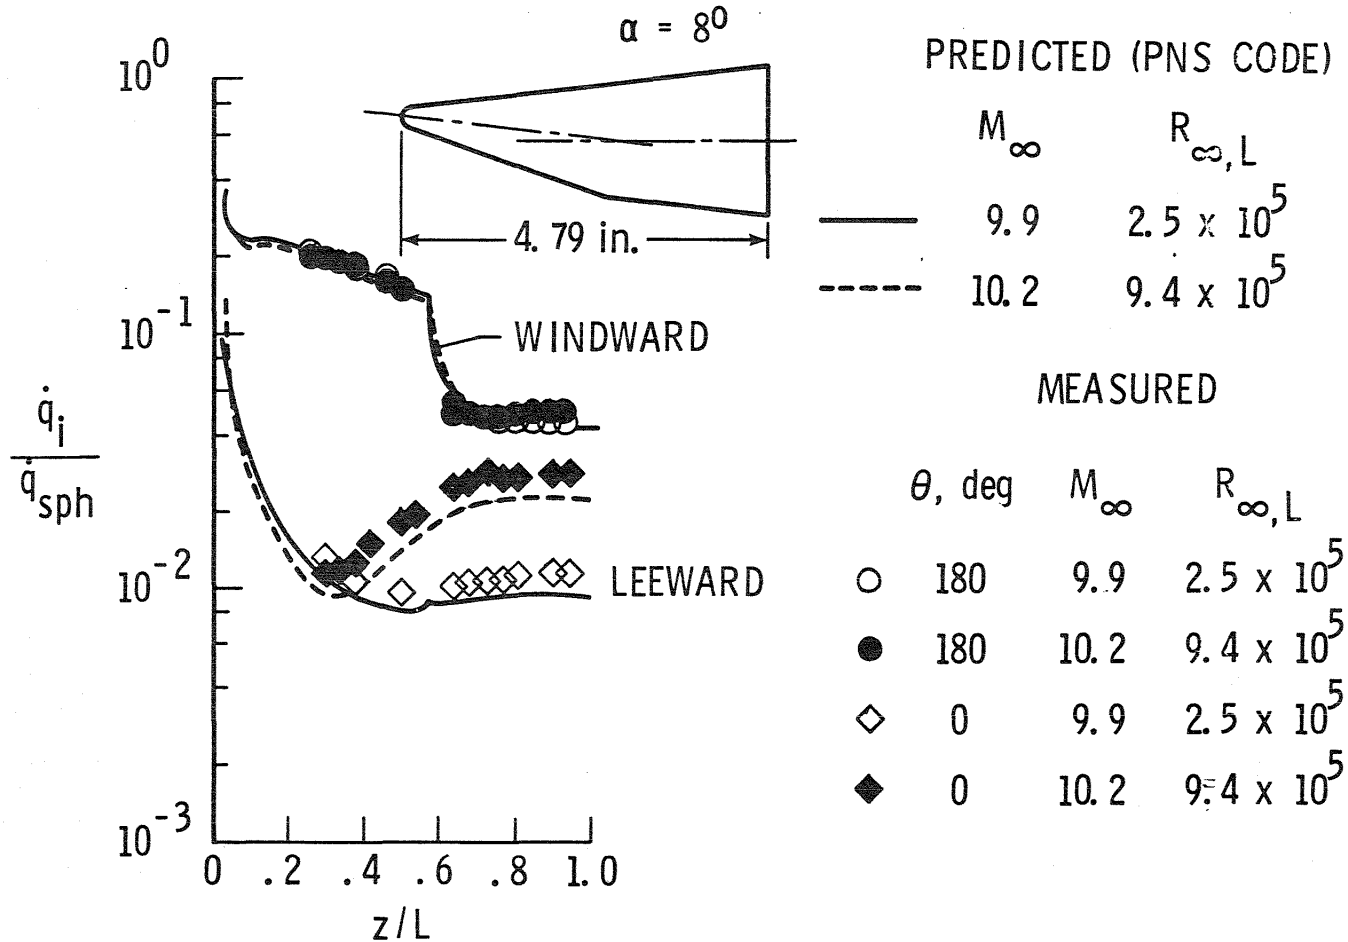 α = 8⁰
PREDICTED (PNS CODE)
M∞ R∞,L
9.9 2.5 x 10⁵
10.2 9.4 x 10⁵
4.79 in.
WINDWARD
LEEWARD
MEASURED
θ, deg M∞ R∞,L
180 9.9 2.5 x 10⁵
180 10.2 9.4 x 10⁵
0 9.9 2.5 x 10⁵
0 10.2 9.4 x 10⁵
10⁰
10⁻¹
10⁻²
10⁻³
q̇i
q̇sph
0 .2 .4 .6 .8 1.0
z/L